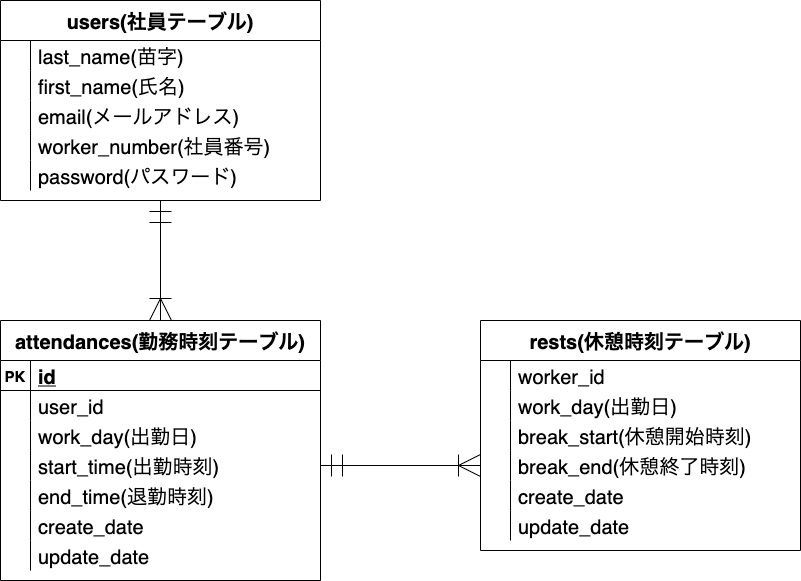 users(社員テーブル)
last_name(苗字)
first_name(氏名)
email(メールアドレス)
worker_number(社員番号)
password(パスワード)
attendances(勤務時刻テーブル)
PK id
user_id
work_day(出勤日)
start_time(出勤時刻)
end_time(退勤時刻)
create_date
update_date
rests(休憩時刻テーブル)
worker_id
work_day(出勤日)
break_start(休憩開始時刻)
break_end(休憩終了時刻)
create_date
update_date